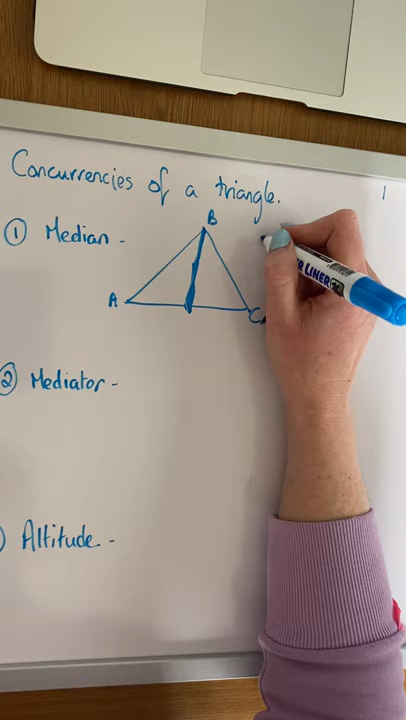 Concurrencies of a triangle.
1
① Median -
B
A
C
② Mediator -
Altitude -
LINER